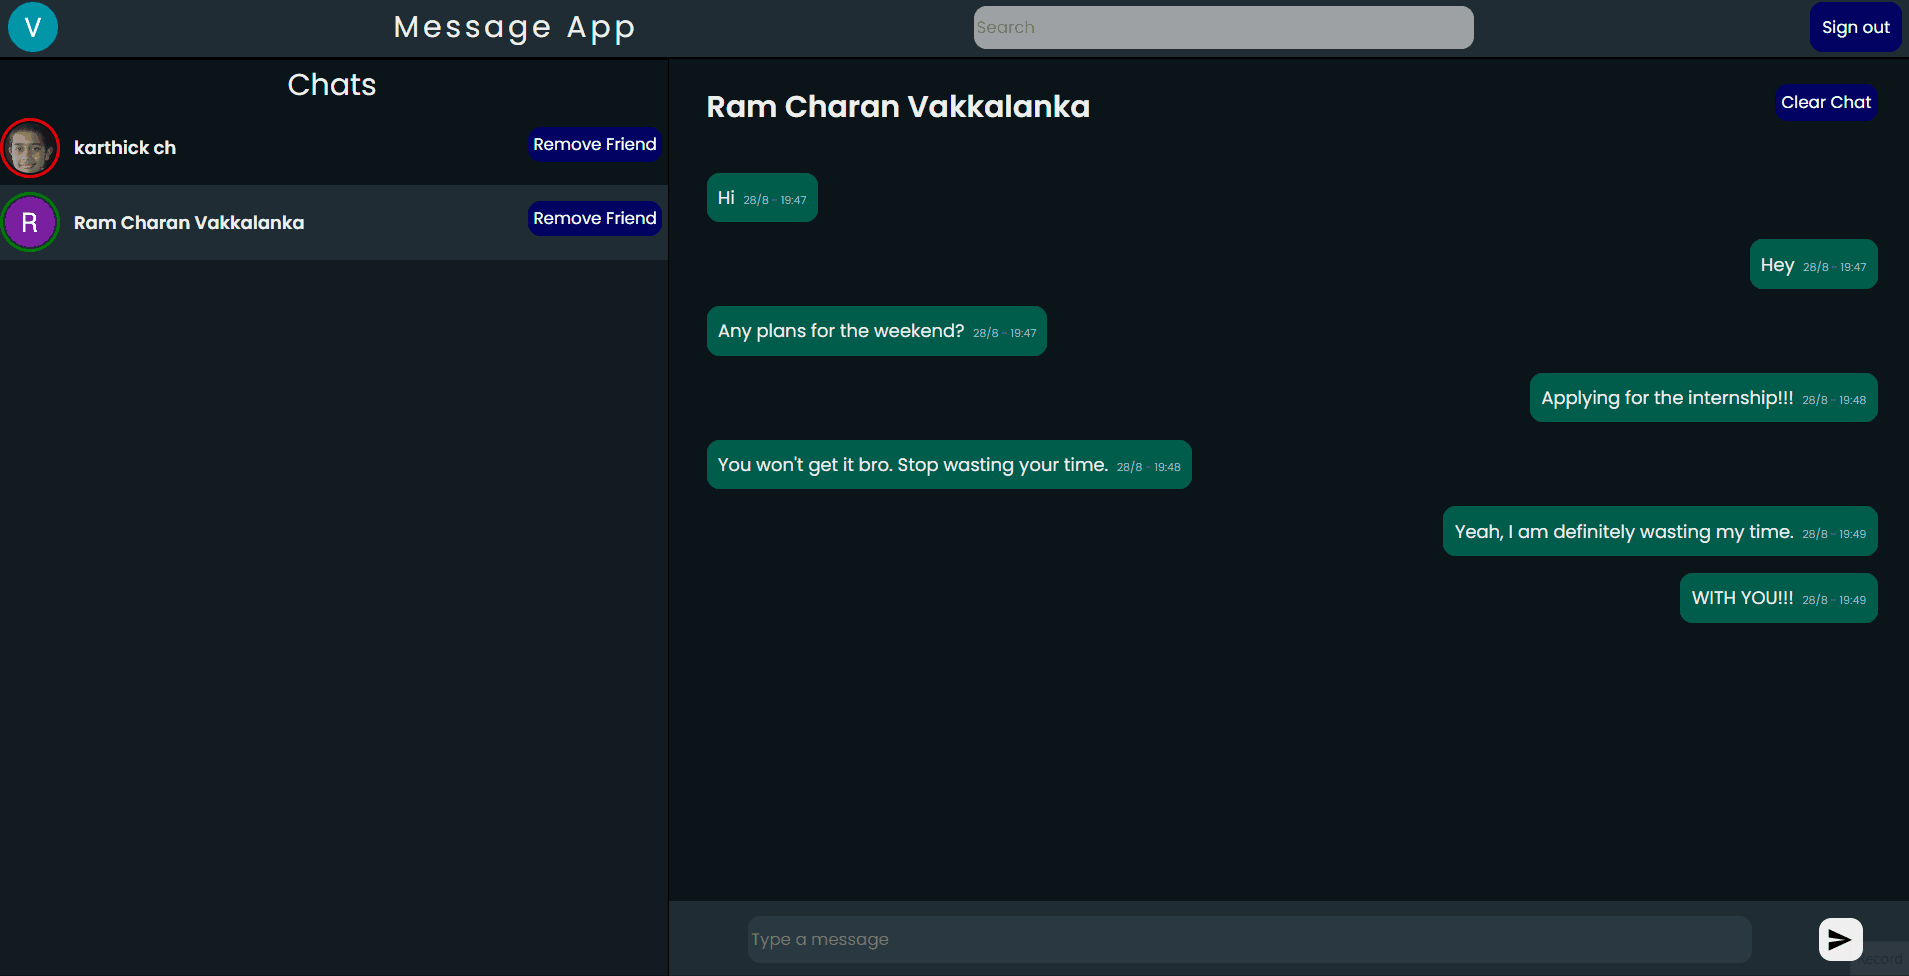 V
Message App
Search
Sign out
Chats
karthick ch
Remove Friend
R
Ram Charan Vakkalanka
Remove Friend
Ram Charan Vakkalanka
Clear Chat
Hi 28/8 - 19:47
Hey 28/8 - 19:47
Any plans for the weekend? 28/8 - 19:47
Applying for the internship!!! 28/8 - 19:48
You won't get it bro. Stop wasting your time. 28/8 - 19:48
Yeah, I am definitely wasting my time. 28/8 - 19:49
WITH YOU!!! 28/8 - 19:49
Type a message